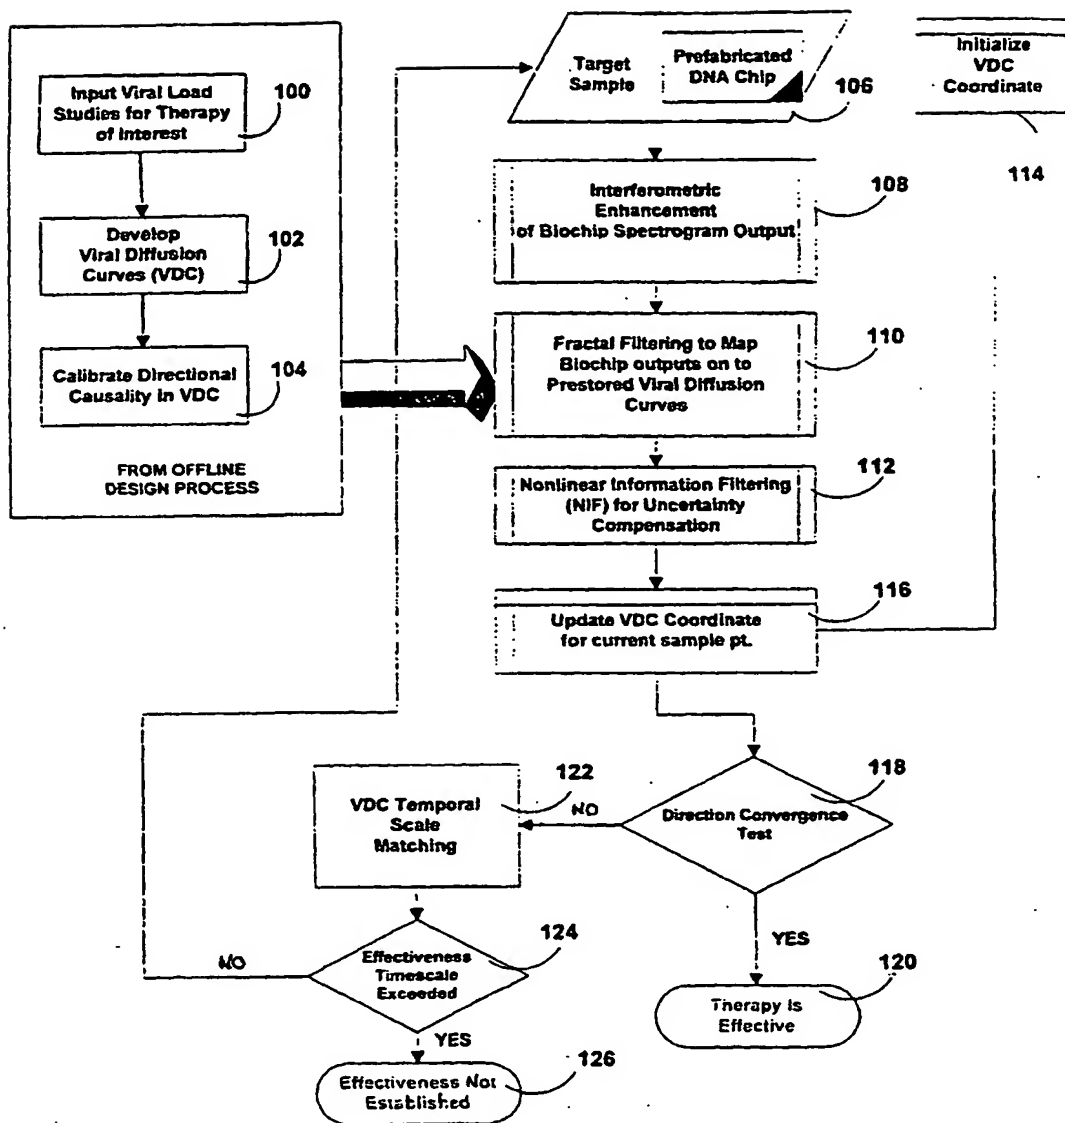 Input Viral Load
Studies for Therapy
of Interest
100
Develop
Viral Diffusion
Curves (VDC)
102
Calibrate Directional
Causality in VDC
104
FROM OFFLINE
DESIGN PROCESS
Target
Sample
Prefabricated
DNA Chip
106
Initialize
VDC
Coordinate
114
Interferometric
Enhancement
of Biochip Spectrogram Output
108
Fractal Filtering to Map
Biochip outputs on to
Prestored Viral Diffusion
Curves
110
Nonlinear Information Filtering
(NIF) for Uncertainty
Compensation
112
Update VDC Coordinate
for current sample pt.
116
Direction Convergence
Test
118
NO
VDC Temporal
Scale
Matching
122
Effectiveness
Timescale
Exceeded
124
NO
YES
YES
Therapy Is
Effective
120
Effectiveness Not
Established
126